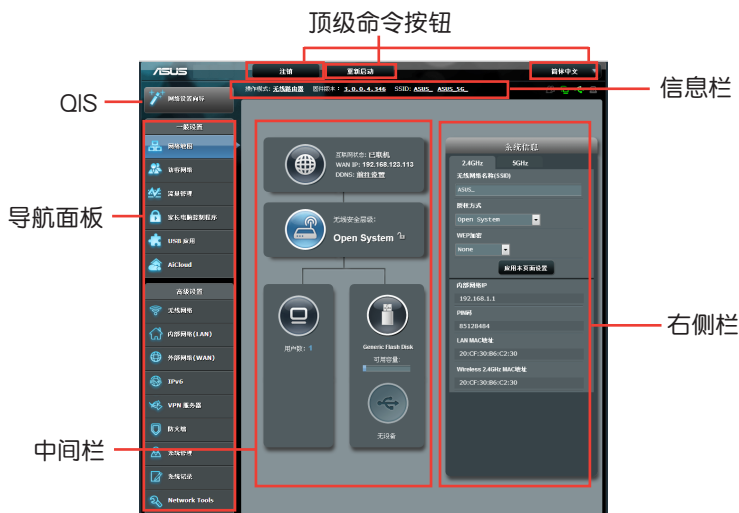 顶级命令按钮
ASUS
注销
重新启动
简体中文
操作模式: 无线路由器 固件版本: 3.0.0.4.346 SSID: ASUS_ ASUS_5G_
信息栏
QIS
网络设置向导
一般设置
网络地图
访客网络
流量管理
家长电脑控制程序
USB 应用
AiCloud
导航面板
高级设置
无线网络
内部网络(LAN)
外部网络(WAN)
IPv6
VPN 服务器
防火墙
系统管理
系统记录
Network Tools
中间栏
互联网状态: 已联机
WAN IP: 192.168.123.113
DDNS: 前往设置
无线安全层级:
Open System
用户数: 1
Generic Flash Disk
可用容量:
无设备
系统信息
2.4GHz 5GHz
无线网络名称(SSID)
ASUS_
授权方式
Open System
WEP加密
None
应用本页面设置
内部网络IP
192.168.1.1
PIN码
85128484
LAN MAC地址
20:CF:30:B6:C2:30
Wireless 2.4GHz MAC地址
20:CF:30:B6:C2:30
右侧栏